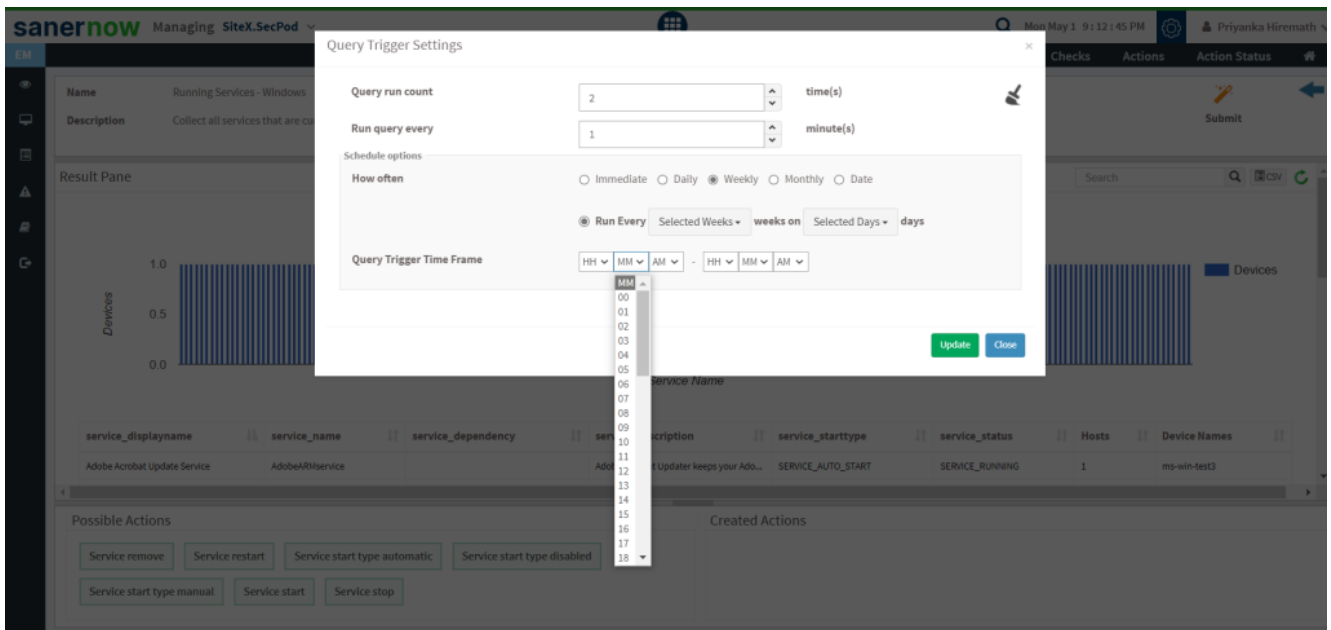 sanernow Managing SiteX.SecPod Mon May 1 9:12:45 PM Priyanka Hiremath
EM Checks Actions Action Status
Query Trigger Settings ×
Name Running Services - Windows
Description Collect all services that are
Submit
Query run count 2 time(s)
Run query every 1 minute(s)
Schedule options
How often Immediate Daily Weekly Monthly Date
Run Every Selected Weeks weeks on Selected Days days
Query Trigger Time Frame HH MM AM - HH MM AM
MM
00
01
02
03
04
05
06
07
08
09
10
11
12
13
14
15
16
17
18
Update Close
Result Pane Search CSV
Devices
1.0
0.5
0.0
Devices
Service Name
service_displayname service_name service_dependency service_starttype service_status Hosts Device Names
Adobe Acrobat Update Service AdobeARMservice Updater keeps your Ado... SERVICE_AUTO_START SERVICE_RUNNING 1 ms-win-test3
Possible Actions Created Actions
Service remove Service restart Service start type automatic Service start type disabled
Service start type manual Service start Service stop